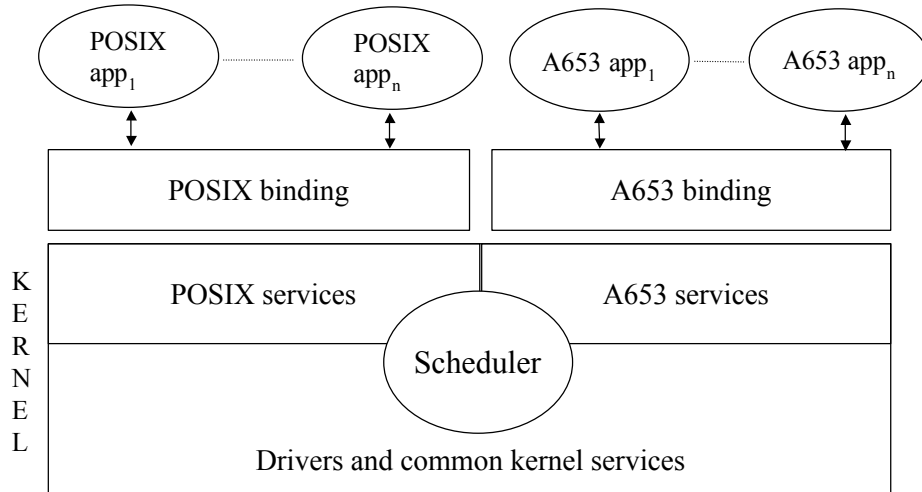 POSIX
app₁
POSIX
appₙ
A653 app₁
A653 appₙ
POSIX binding
A653 binding
POSIX services
A653 services
Scheduler
Drivers and common kernel services
K
E
R
N
E
L